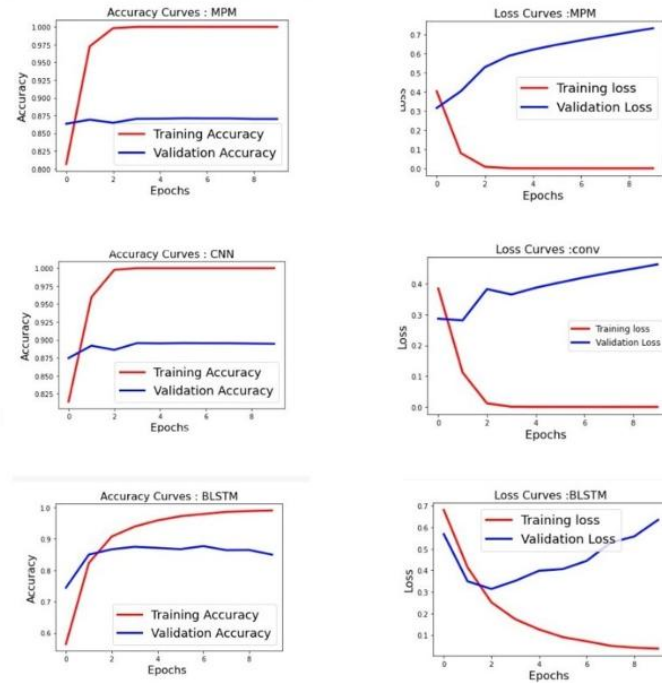 Accuracy Curves : MPM
1.000
0.975
0.950
0.925
0.900
0.875
0.850
0.825
0.800
Accuracy
Training Accuracy
Validation Accuracy
0 2 4 6 8
Epochs
Loss Curves :MPM
0.7
0.6
0.5
0.4
0.3
0.2
0.1
0.0
Loss
Training loss
Validation Loss
0 2 4 6 8
Epochs
Accuracy Curves : CNN
1.000
0.975
0.950
0.925
0.900
0.875
0.850
0.825
Accuracy
Training Accuracy
Validation Accuracy
0 2 4 6 8
Epochs
Loss Curves :conv
0.4
0.3
0.2
0.1
0.0
Loss
Training loss
Validation Loss
0 2 4 6 8
Epochs
Accuracy Curves : BLSTM
1.0
0.9
0.8
0.7
0.6
Accuracy
Training Accuracy
Validation Accuracy
0 2 4 6 8
Epochs
Loss Curves :BLSTM
0.7
0.6
0.5
0.4
0.3
0.2
0.1
Loss
Training loss
Validation Loss
0 2 4 6 8
Epochs